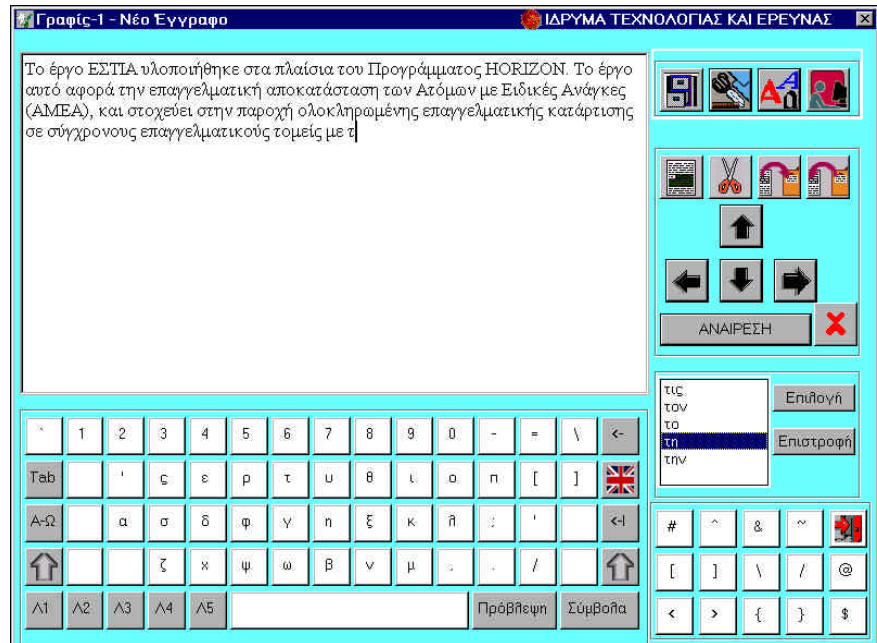 Γραφίς-1 - Νέο Έγγραφο
ΙΔΡΥΜΑ ΤΕΧΝΟΛΟΓΙΑΣ ΚΑΙ ΕΡΕΥΝΑΣ
Το έργο ΕΣΤΙΑ υλοποιήθηκε στα πλαίσια του Προγράμματος HORIZON. Το έργο
αυτό αφορά την επαγγελματική αποκατάσταση των Ατόμων με Ειδικές Ανάγκες
(ΑΜΕΑ), και στοχεύει στην παροχή ολοκληρωμένης επαγγελματικής κατάρτισης
σε σύγχρονους επαγγελματικούς τομείς με τ
ΑΝΑΙΡΕΣΗ
τις
τον
το
τη
την
Επιλογή
Επιστροφή
` 1 2 3 4 5 6 7 8 9 0 - = \ <-
Tab ' ς ε ρ τ υ θ ι ο π [ ]
Α-Ω α σ δ φ γ η ξ κ λ ; ' <-|
ζ χ ψ ω β ν μ , . /
Λ1 Λ2 Λ3 Λ4 Λ5 Πρόβλεψη Σύμβολα
# ^ & ~
[ ] \ / @
< > { } $